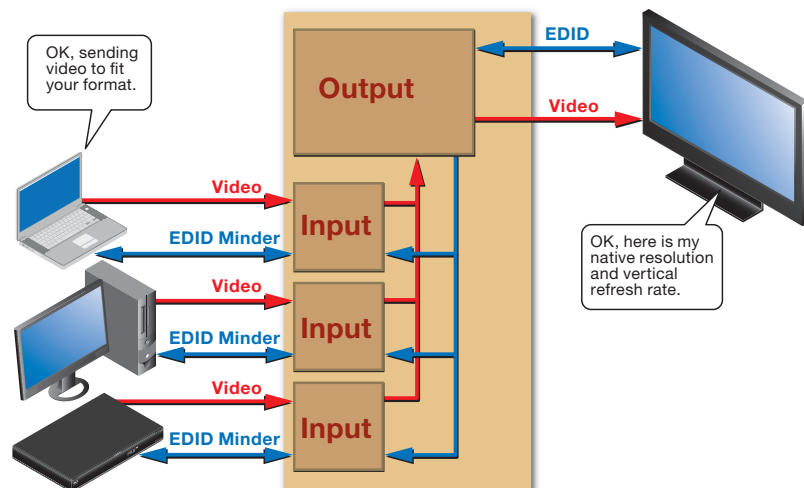 OK, sending
video to fit
your format.
EDID
Output
Video
Video
Input
EDID Minder
OK, here is my
native resolution
and vertical
refresh rate.
Video
Input
EDID Minder
Video
Input
EDID Minder